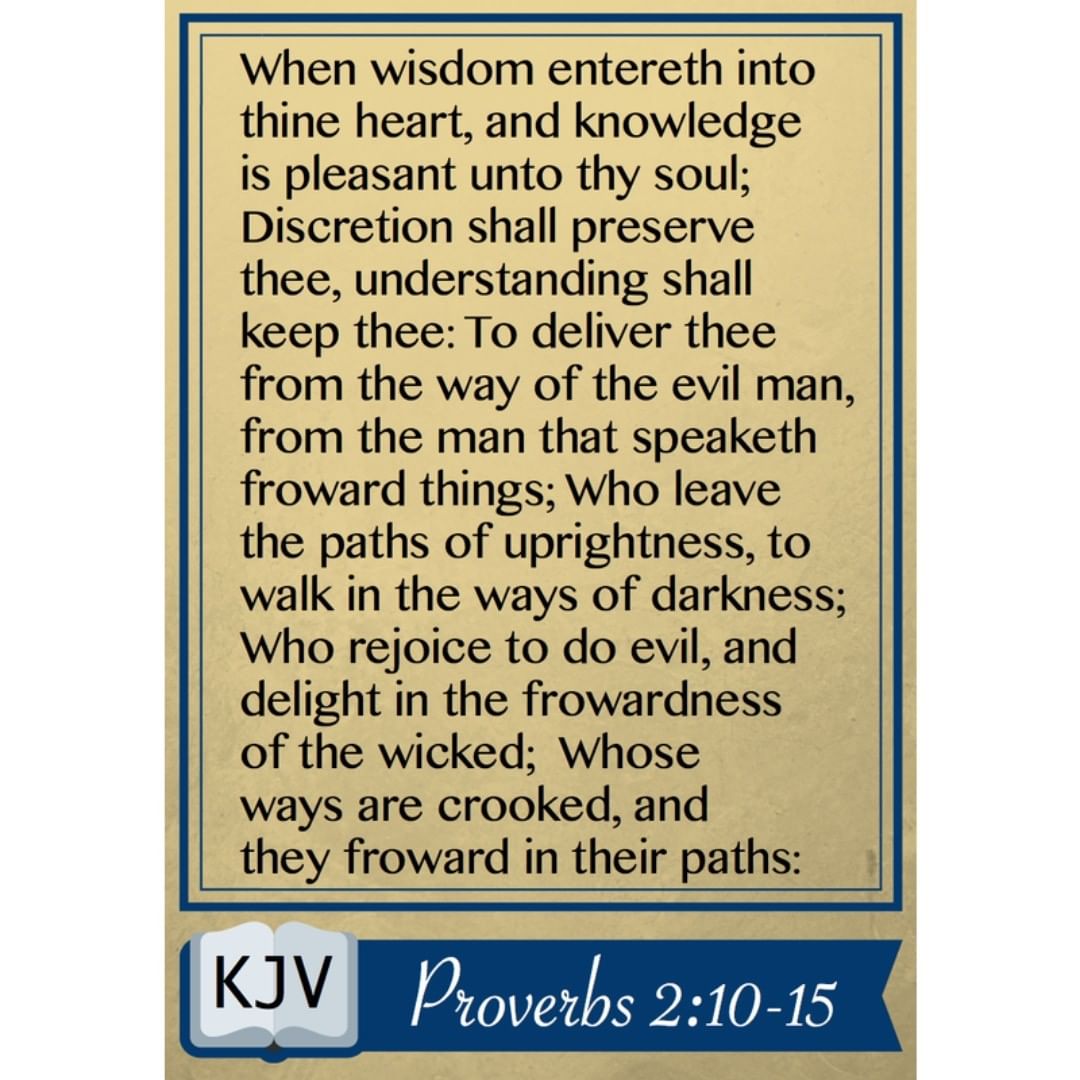 When wisdom entereth into
thine heart, and knowledge
is pleasant unto thy soul;
Discretion shall preserve
thee, understanding shall
keep thee: To deliver thee
from the way of the evil man,
from the man that speaketh
froward things; Who leave
the paths of uprightness, to
walk in the ways of darkness;
Who rejoice to do evil, and
delight in the frowardness
of the wicked;  Whose
ways are crooked, and
they froward in their paths:
KJV
Proverbs 2:10-15